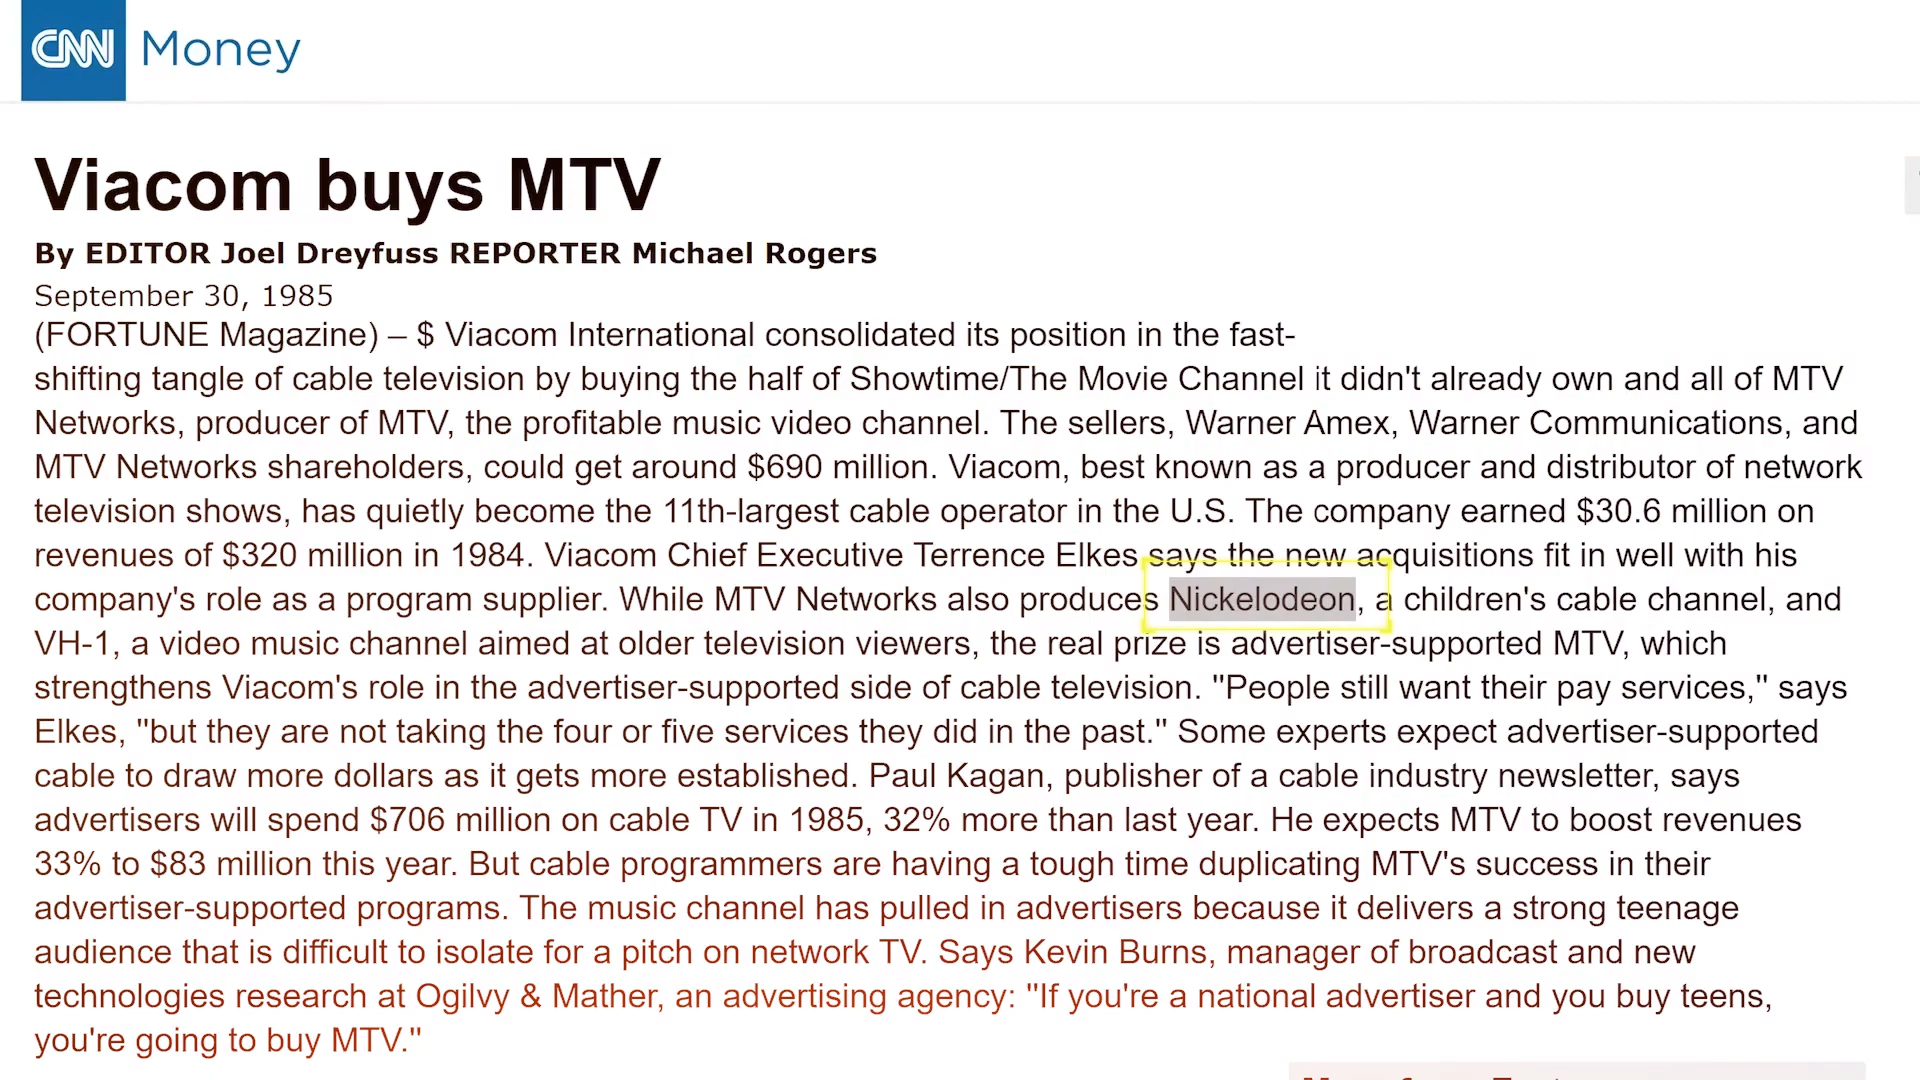 CNN Money
Viacom buys MTV
By EDITOR Joel Dreyfuss REPORTER Michael Rogers
September 30, 1985
(FORTUNE Magazine) – $ Viacom International consolidated its position in the fast-
shifting tangle of cable television by buying the half of Showtime/The Movie Channel it didn't already own and all of MTV
Networks, producer of MTV, the profitable music video channel. The sellers, Warner Amex, Warner Communications, and
MTV Networks shareholders, could get around $690 million. Viacom, best known as a producer and distributor of network
television shows, has quietly become the 11th-largest cable operator in the U.S. The company earned $30.6 million on
revenues of $320 million in 1984. Viacom Chief Executive Terrence Elkes says the new acquisitions fit in well with his
company's role as a program supplier. While MTV Networks also produces Nickelodeon, a children's cable channel, and
VH-1, a video music channel aimed at older television viewers, the real prize is advertiser-supported MTV, which
strengthens Viacom's role in the advertiser-supported side of cable television. "People still want their pay services," says
Elkes, "but they are not taking the four or five services they did in the past." Some experts expect advertiser-supported
cable to draw more dollars as it gets more established. Paul Kagan, publisher of a cable industry newsletter, says
advertisers will spend $706 million on cable TV in 1985, 32% more than last year. He expects MTV to boost revenues
33% to $83 million this year. But cable programmers are having a tough time duplicating MTV's success in their
advertiser-supported programs. The music channel has pulled in advertisers because it delivers a strong teenage
audience that is difficult to isolate for a pitch on network TV. Says Kevin Burns, manager of broadcast and new
technologies research at Ogilvy & Mather, an advertising agency: "If you're a national advertiser and you buy teens,
you're going to buy MTV."